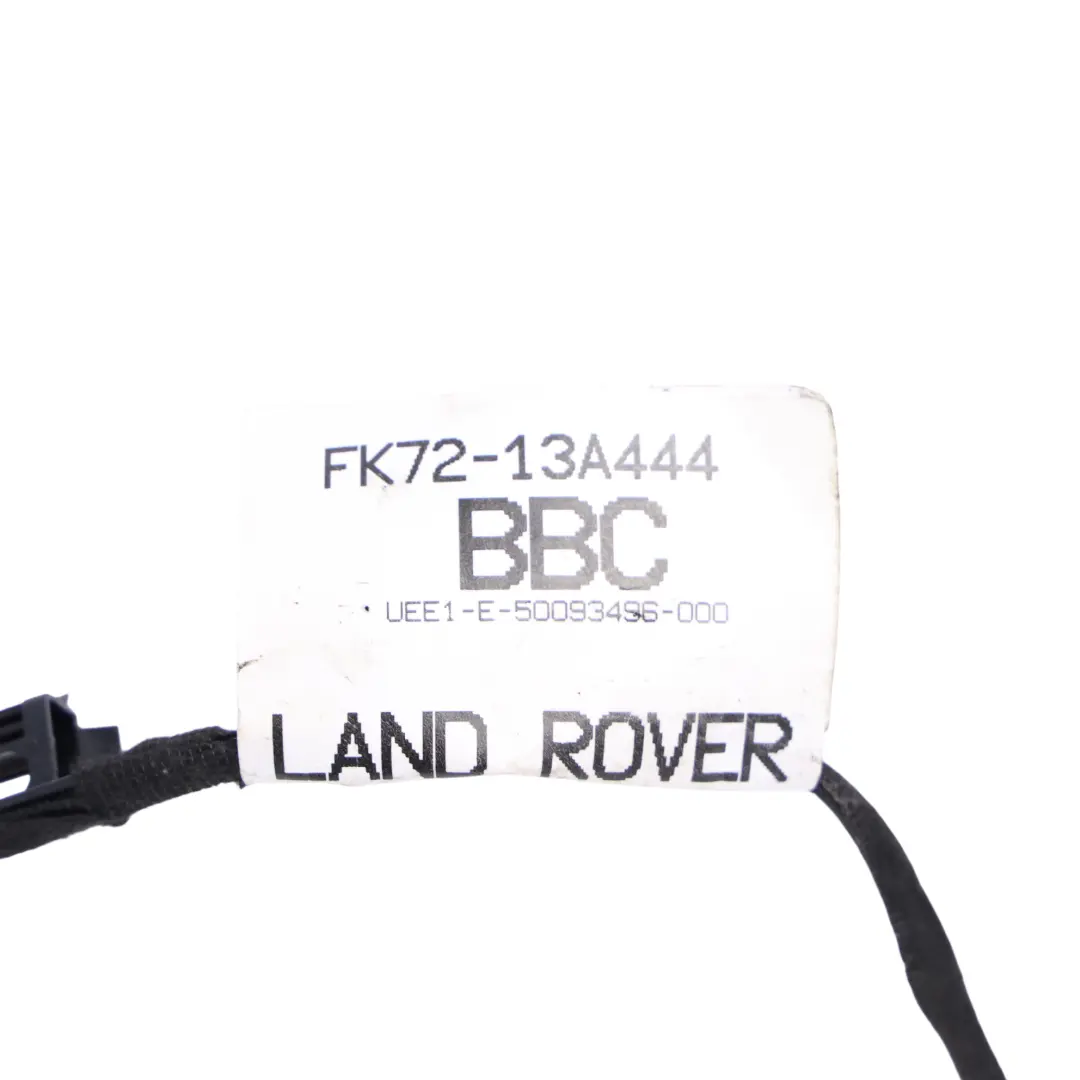 FK72-13A444
BBC
UEE1-E-50093496-000
LAND ROVER